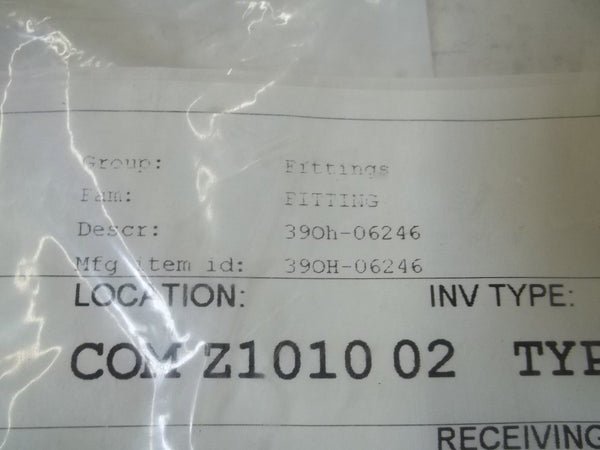 Group: Fittings
Fam: FITTING
Descr: 390h-06246
Mfg item id: 390H-06246
LOCATION: INV TYPE:
COM Z1010 02 TYP
RECEIVING